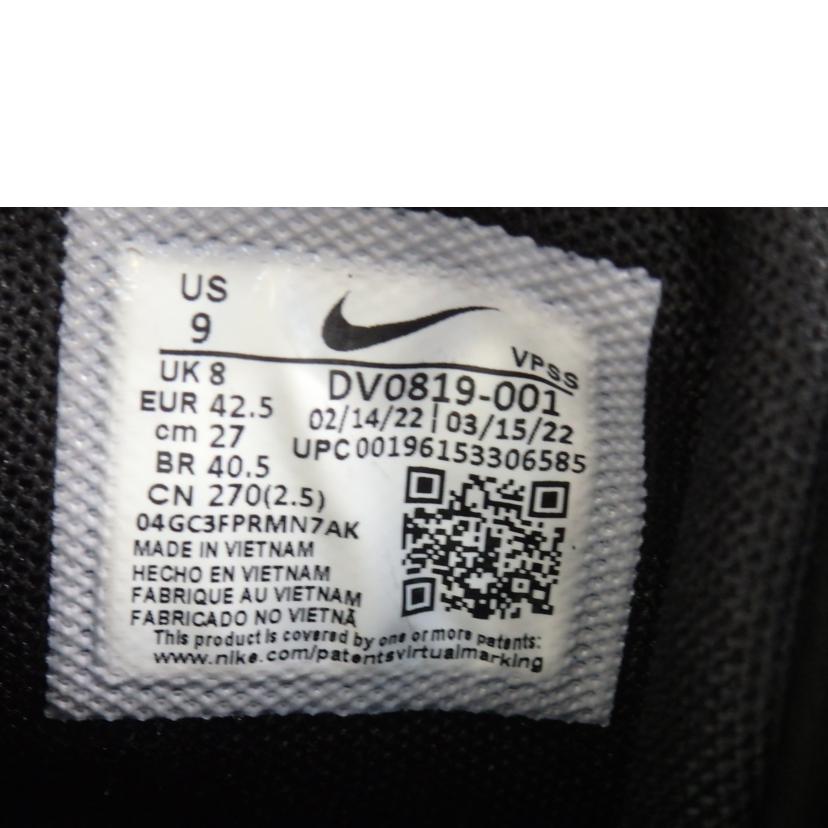 US
9
VPSS
UK 8
EUR 42.5
cm 27
BR 40.5
CN 270(2.5)
DV0819-001
02/14/22 | 03/15/22
UPC00196153306585
04GC3FPRMN7AK
MADE IN VIETNAM
HECHO EN VIETNAM
FABRIQUE AU VIETNAM
FABRICADO NO VIETNÃ
This product is covered by one or more patents:
www.nike.com/patentsvirtualmarking